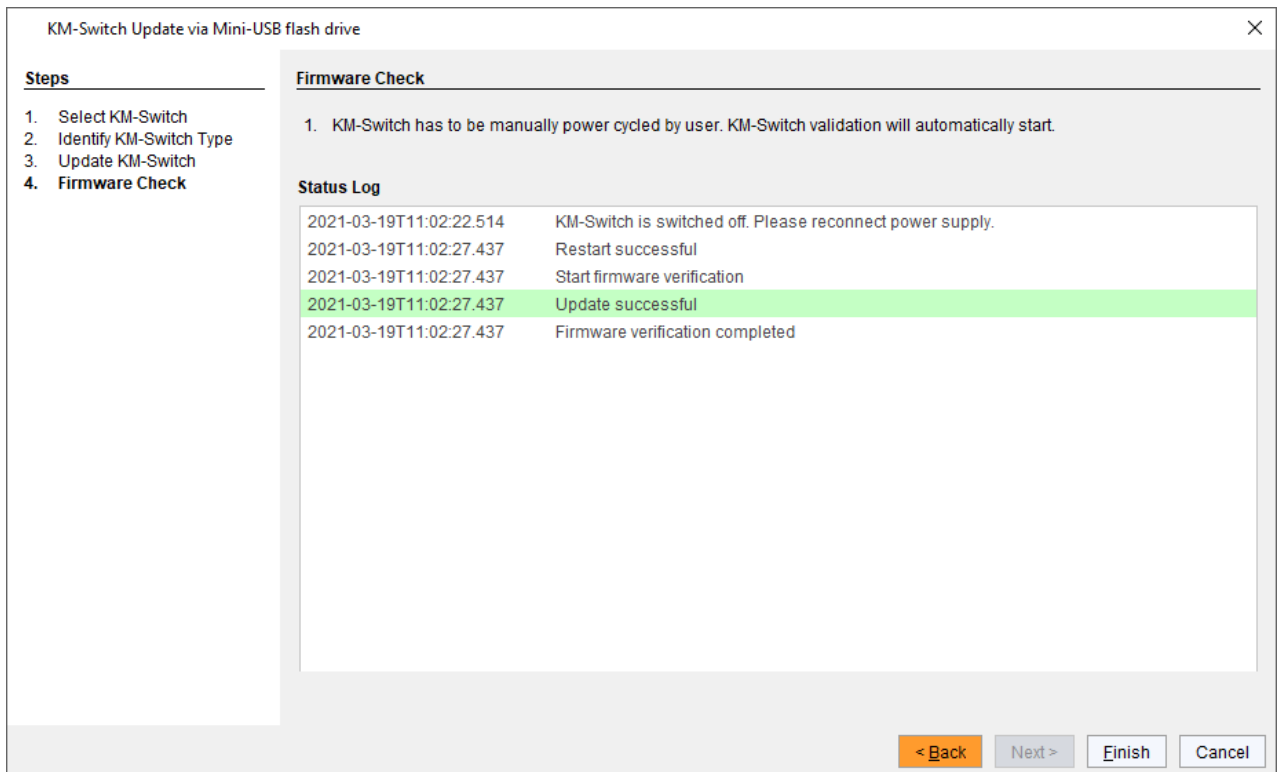 KM-Switch Update via Mini-USB flash drive
Steps
1. Select KM-Switch
2. Identify KM-Switch Type
3. Update KM-Switch
4. Firmware Check
Firmware Check
1. KM-Switch has to be manually power cycled by user. KM-Switch validation will automatically start.
Status Log
2021-03-19T11:02:22.514 KM-Switch is switched off. Please reconnect power supply.
2021-03-19T11:02:27.437 Restart successful
2021-03-19T11:02:27.437 Start firmware verification
2021-03-19T11:02:27.437 Update successful
2021-03-19T11:02:27.437 Firmware verification completed
< Back Next > Finish Cancel